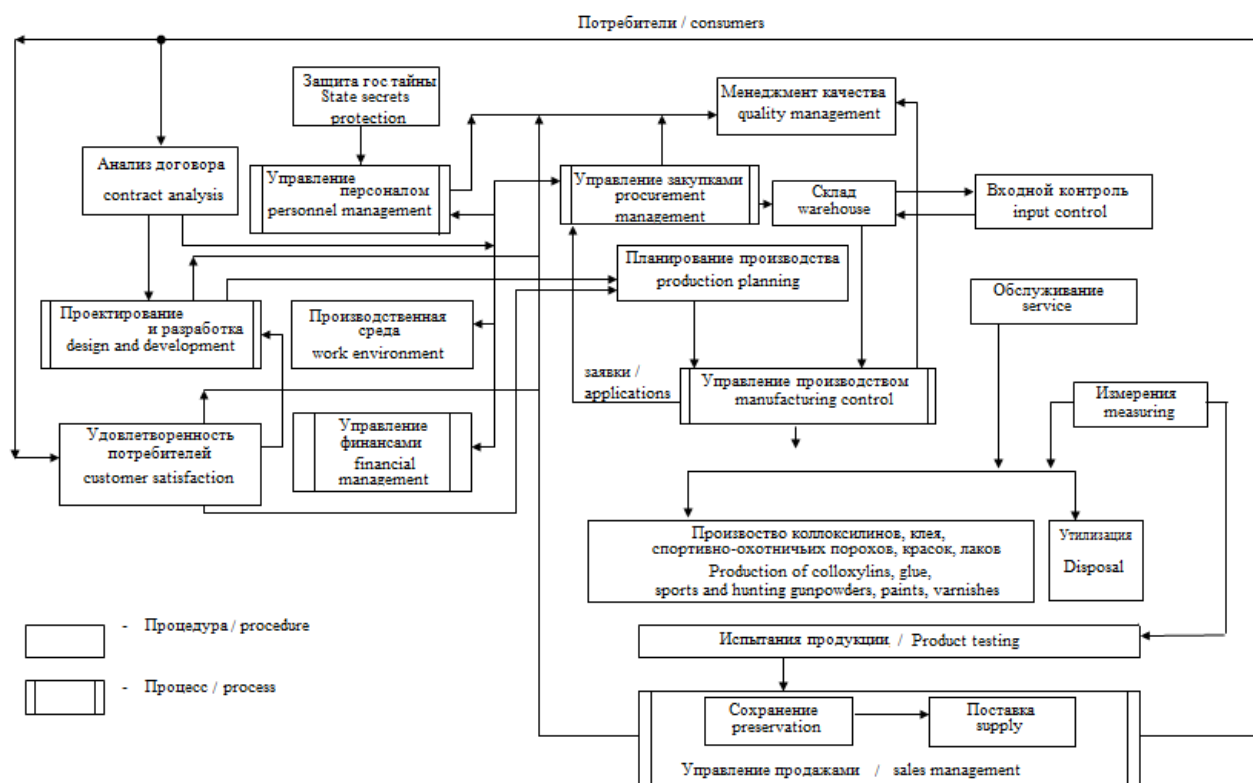 Потребители / consumers
Защита гос тайны
State secrets
protection
Менеджмент качества
quality management
Анализ договора
contract analysis
Управление
персоналом
personnel management
Управление закупками
procurement
management
Склад
warehouse
Входной контроль
input control
Планирование производства
production planning
Обслуживание
service
Проектирование
и разработка
design and development
Производственная
среда
work environment
заявки /
applications
Управление производством
manufacturing control
Измерения
measuring
Удовлетворенность
потребителей
customer satisfaction
Управление
финансами
financial
management
Произвоство коллоксилинов, клея,
спортивно-охотничьих порохов, красок, лаков
Production of colloxylins, glue,
sports and hunting gunpowders, paints, varnishes
Утилизация
Disposal
- Процедура / procedure
Испытания продукции / Product testing
- Процесс / process
Сохранение
preservation
Поставка
supply
Управление продажами / sales management